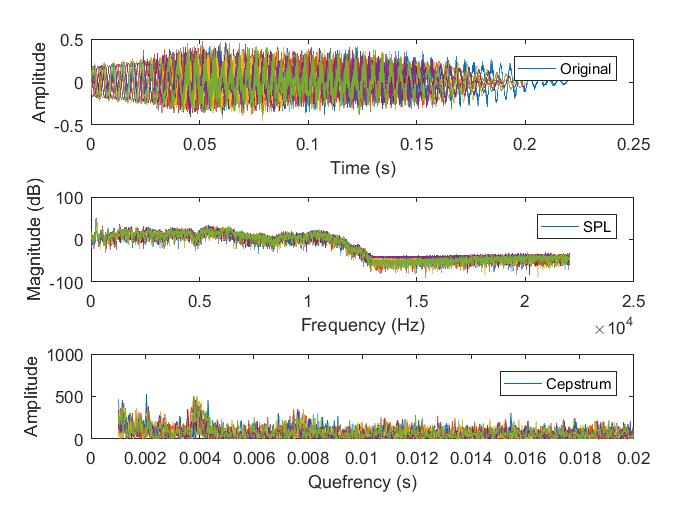 Amplitude
0.5
0
-0.5
Original
0 0.05 0.1 0.15 0.2 0.25
Time (s)
Magnitude (dB)
100
0
-100
SPL
0 0.5 1 1.5 2 2.5
Frequency (Hz)
×10⁴
Amplitude
1000
500
0
Cepstrum
0 0.002 0.004 0.006 0.008 0.01 0.012 0.014 0.016 0.018 0.02
Quefrency (s)